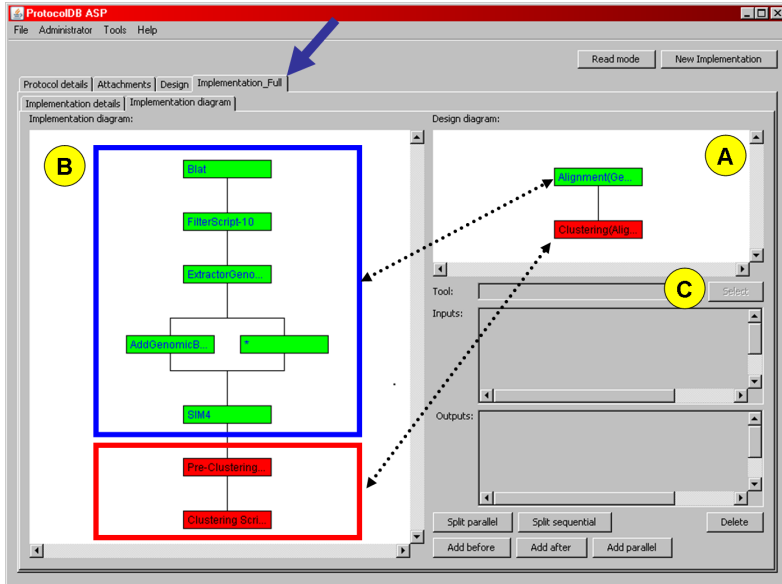 ProtocolDB ASP
File Administrator Tools Help
Read mode New Implementation
Protocol details Attachments Design Implementation_Full
Implementation details Implementation diagram
Implementation diagram:
Design diagram:
B
A
Blat
Alignment(Ge...
FilterScript-10
Clustering(Alig...
ExtractorGeno...
C
Tool:
Select
Inputs:
AddGenomicB...
*
SIM4
Outputs:
Pre-Clustering...
Clustering Scri...
Split parallel Split sequential Delete
Add before Add after Add parallel